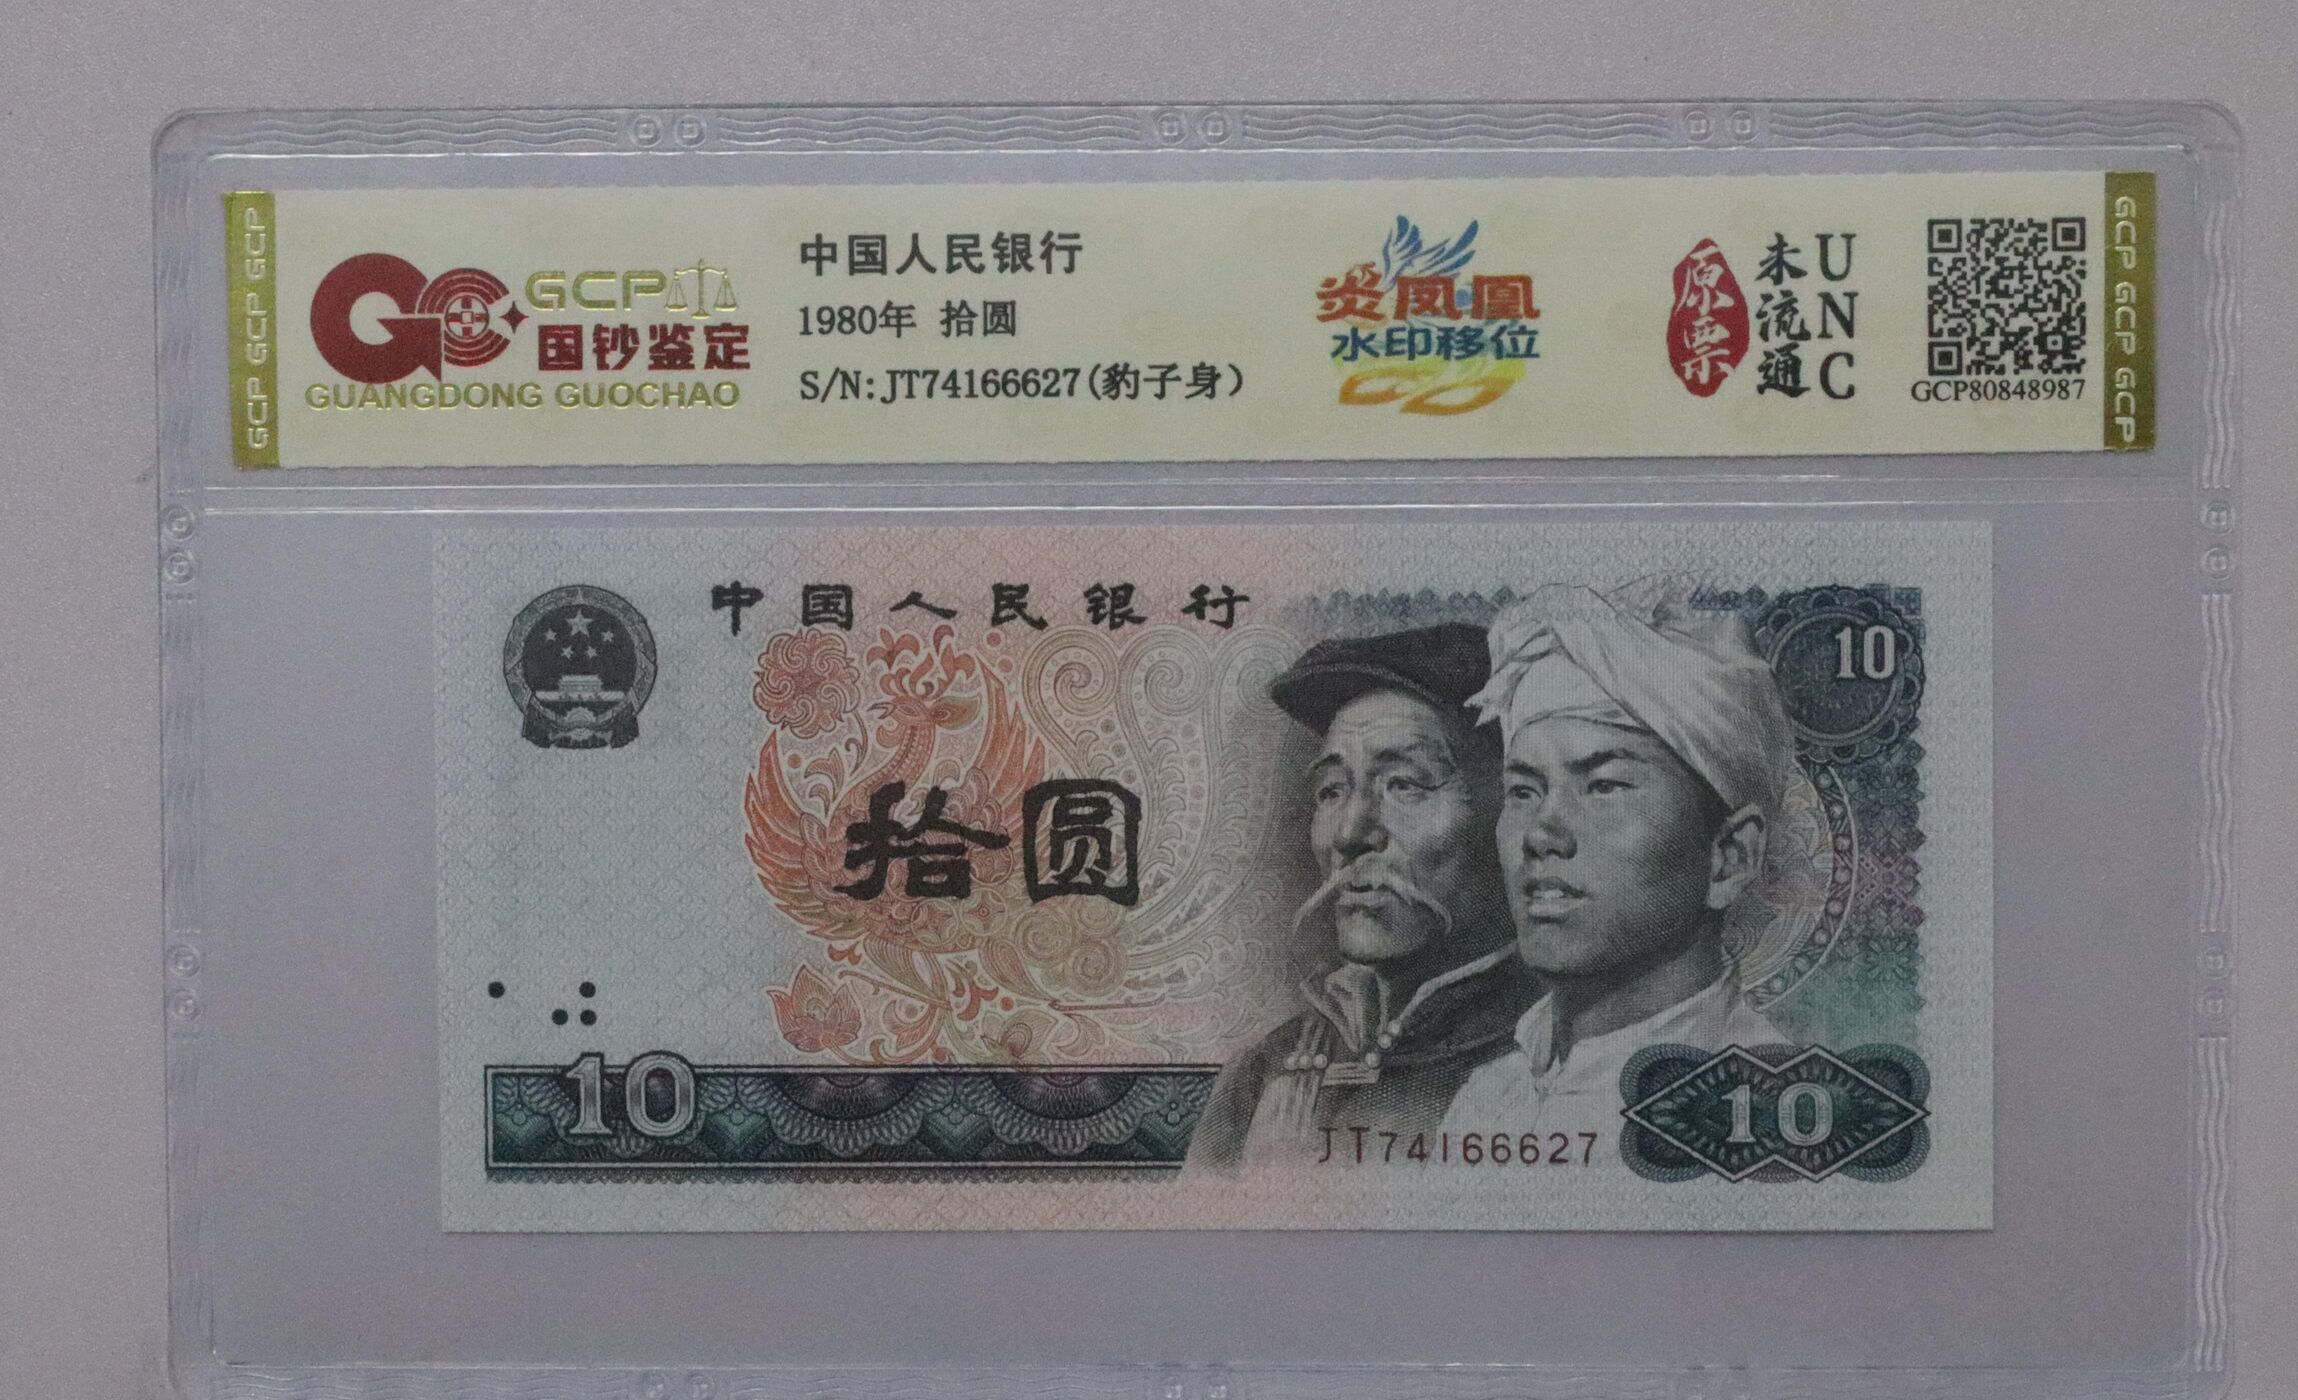 GCP GCP GCP
GCP
国钞鉴定
GUANGDONG GUOCHAO
中国人民银行
1980年 拾圆
S/N:JT74166627(豹子身)
炎凤凰
水印移位
原票
未流通
UNC
GCP80848987
GCP GCP GCP
中国人民银行
10
拾圆
10
JT74166627
10